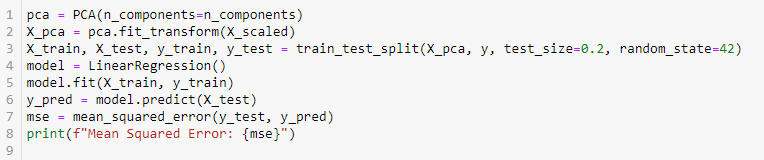 1 pca = PCA(n_components=n_components)
2 X_pca = pca.fit_transform(X_scaled)
3 X_train, X_test, y_train, y_test = train_test_split(X_pca, y, test_size=0.2, random_state=42)
4 model = LinearRegression()
5 model.fit(X_train, y_train)
6 y_pred = model.predict(X_test)
7 mse = mean_squared_error(y_test, y_pred)
8 print(f"Mean Squared Error: {mse}")
9